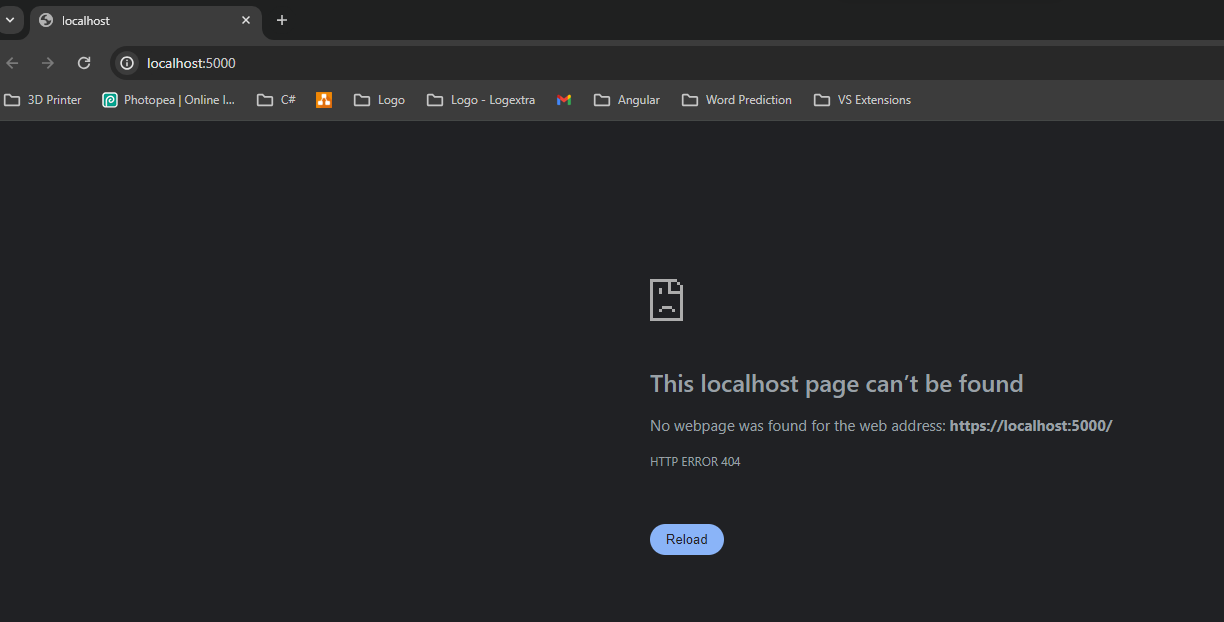 localhost
localhost:5000
3D Printer Photopea | Online I... C# Logo Logo - Logextra Angular Word Prediction VS Extensions
This localhost page can’t be found
No webpage was found for the web address: https://localhost:5000/
HTTP ERROR 404
Reload